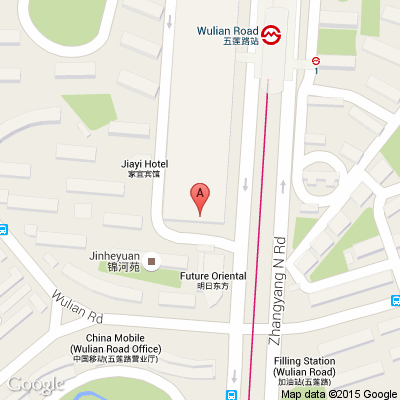 Wulian Road
五莲路站
1
Jiayi Hotel
家宜宾馆
A
Zhangyang N Rd
Jinheyuan
锦河苑
Future Oriental
明日东方
Wulian Rd
China Mobile
(Wulian Road Office)
中国移动(五莲路营业厅)
Filling Station
(Wulian Road)
加油站(五莲路)
Google
Map data ©2015 Google